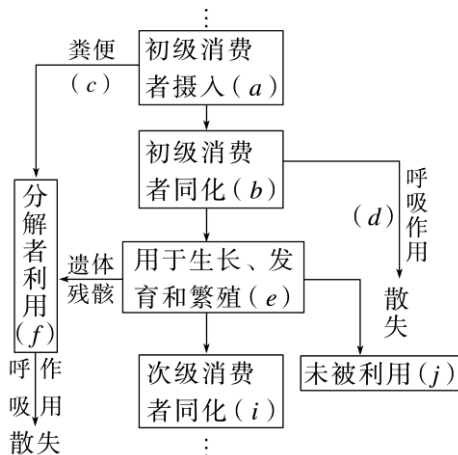 ⋮
粪便
(c)
初级消费
者摄入(a)
初级消费
者同化(b)
呼吸作用
(d)
散失
分解者利用(f)
遗体
残骸
用于生长、发
育和繁殖(e)
呼吸作用
散失
次级消费
者同化(i)
未被利用(j)
⋮